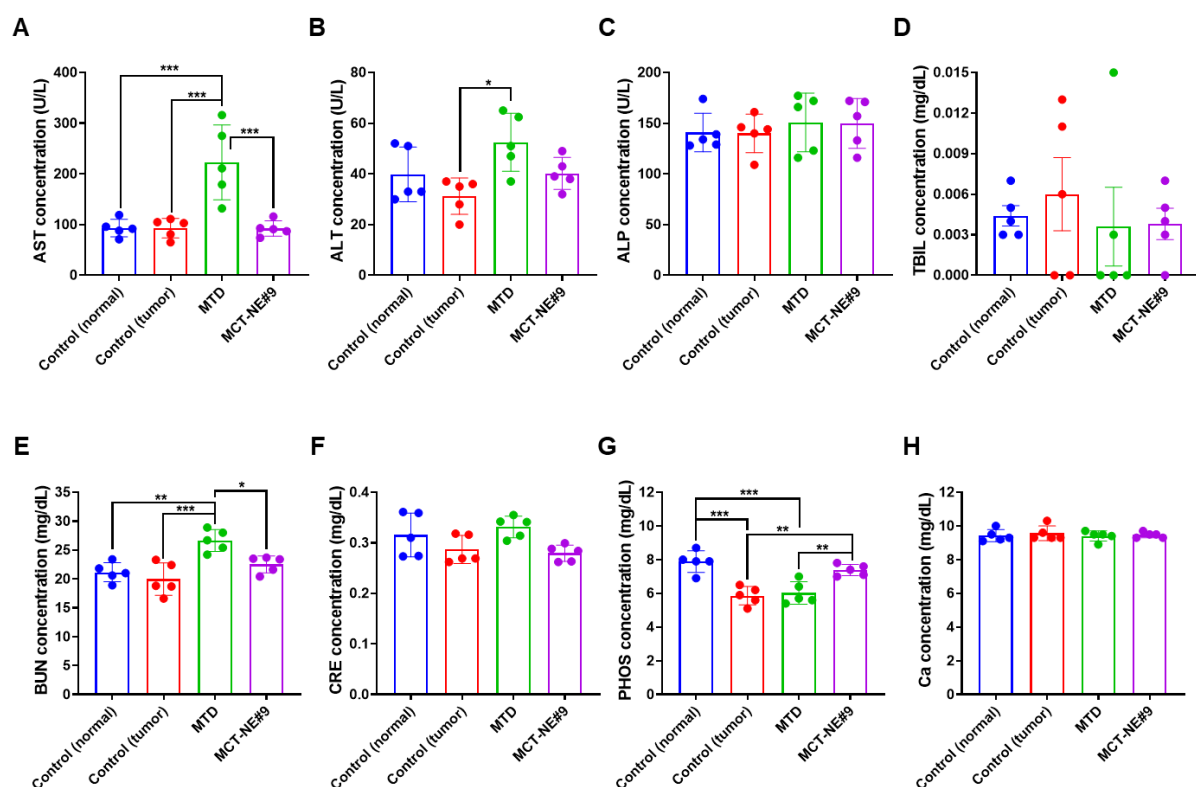 A
AST concentration (U/L)
400
300
200
100
0
***
***
***
Control (normal)
Control (tumor)
MTD
MCT-NE#9
B
ALT concentration (U/L)
80
60
40
20
0
*
Control (normal)
Control (tumor)
MTD
MCT-NE#9
C
ALP concentration (U/L)
200
150
100
50
0
Control (normal)
Control (tumor)
MTD
MCT-NE#9
D
TBIL concentration (mg/dL)
0.015
0.012
0.009
0.006
0.003
0.000
Control (normal)
Control (tumor)
MTD
MCT-NE#9
E
BUN concentration (mg/dL)
35
30
25
20
15
10
5
0
**
*
***
Control (normal)
Control (tumor)
MTD
MCT-NE#9
F
CRE concentration (mg/dL)
0.4
0.3
0.2
0.1
0.0
Control (normal)
Control (tumor)
MTD
MCT-NE#9
G
PHOS concentration (mg/dL)
12
10
8
6
4
2
0
***
***
**
**
Control (normal)
Control (tumor)
MTD
MCT-NE#9
H
Ca concentration (mg/dL)
12
10
8
6
4
2
0
Control (normal)
Control (tumor)
MTD
MCT-NE#9